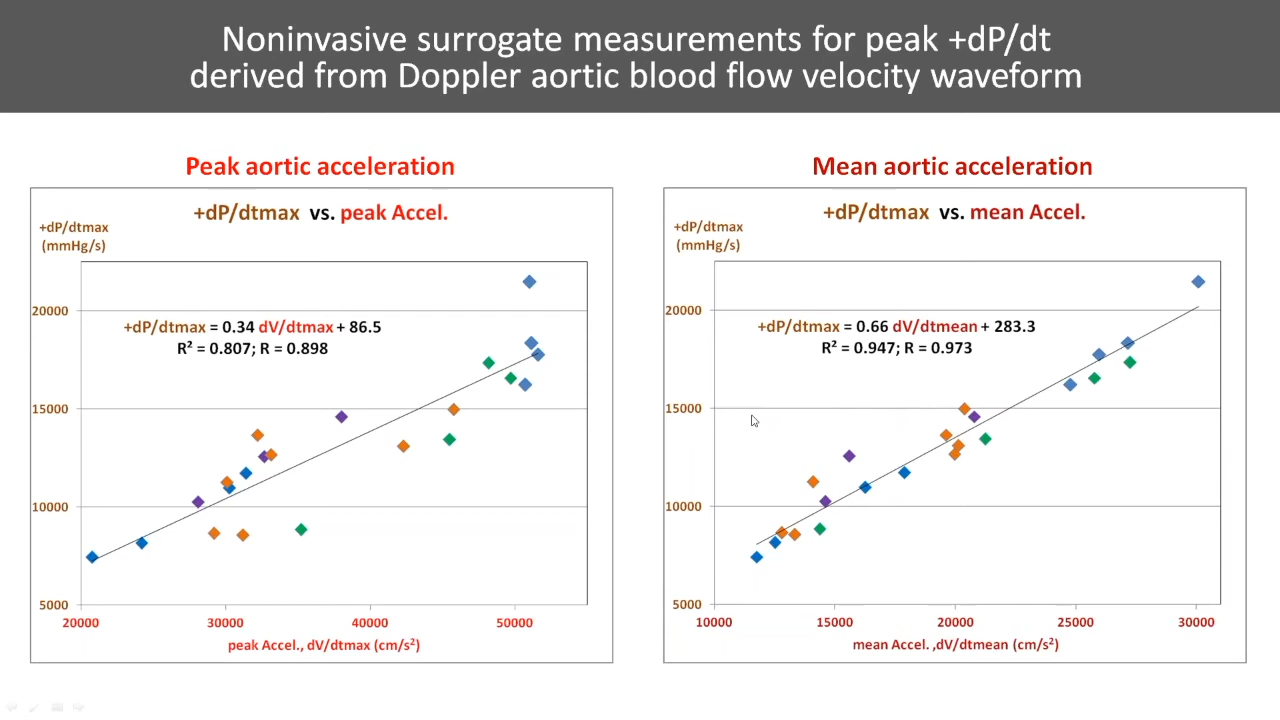 Noninvasive surrogate measurements for peak +dP/dt
derived from Doppler aortic blood flow velocity waveform
Peak aortic acceleration
+dP/dtmax vs. peak Accel.
+dP/dtmax
(mmHg/s)
+dP/dtmax = 0.34 dV/dtmax + 86.5
R² = 0.807; R = 0.898
20000
15000
10000
5000
20000 30000 40000 50000
peak Accel., dV/dtmax (cm/s²)
Mean aortic acceleration
+dP/dtmax vs. mean Accel.
+dP/dtmax
(mmHg/s)
+dP/dtmax = 0.66 dV/dtmean + 283.3
R² = 0.947; R = 0.973
20000
15000
10000
5000
10000 15000 20000 25000 30000
mean Accel. ,dV/dtmean (cm/s²)